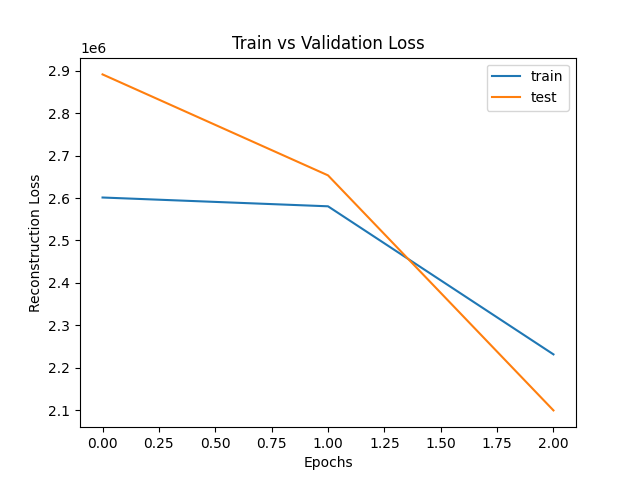 Train vs Validation Loss
1e6
train
test
2.9
2.8
2.7
2.6
2.5
2.4
2.3
2.2
2.1
Reconstruction Loss
0.00 0.25 0.50 0.75 1.00 1.25 1.50 1.75 2.00
Epochs